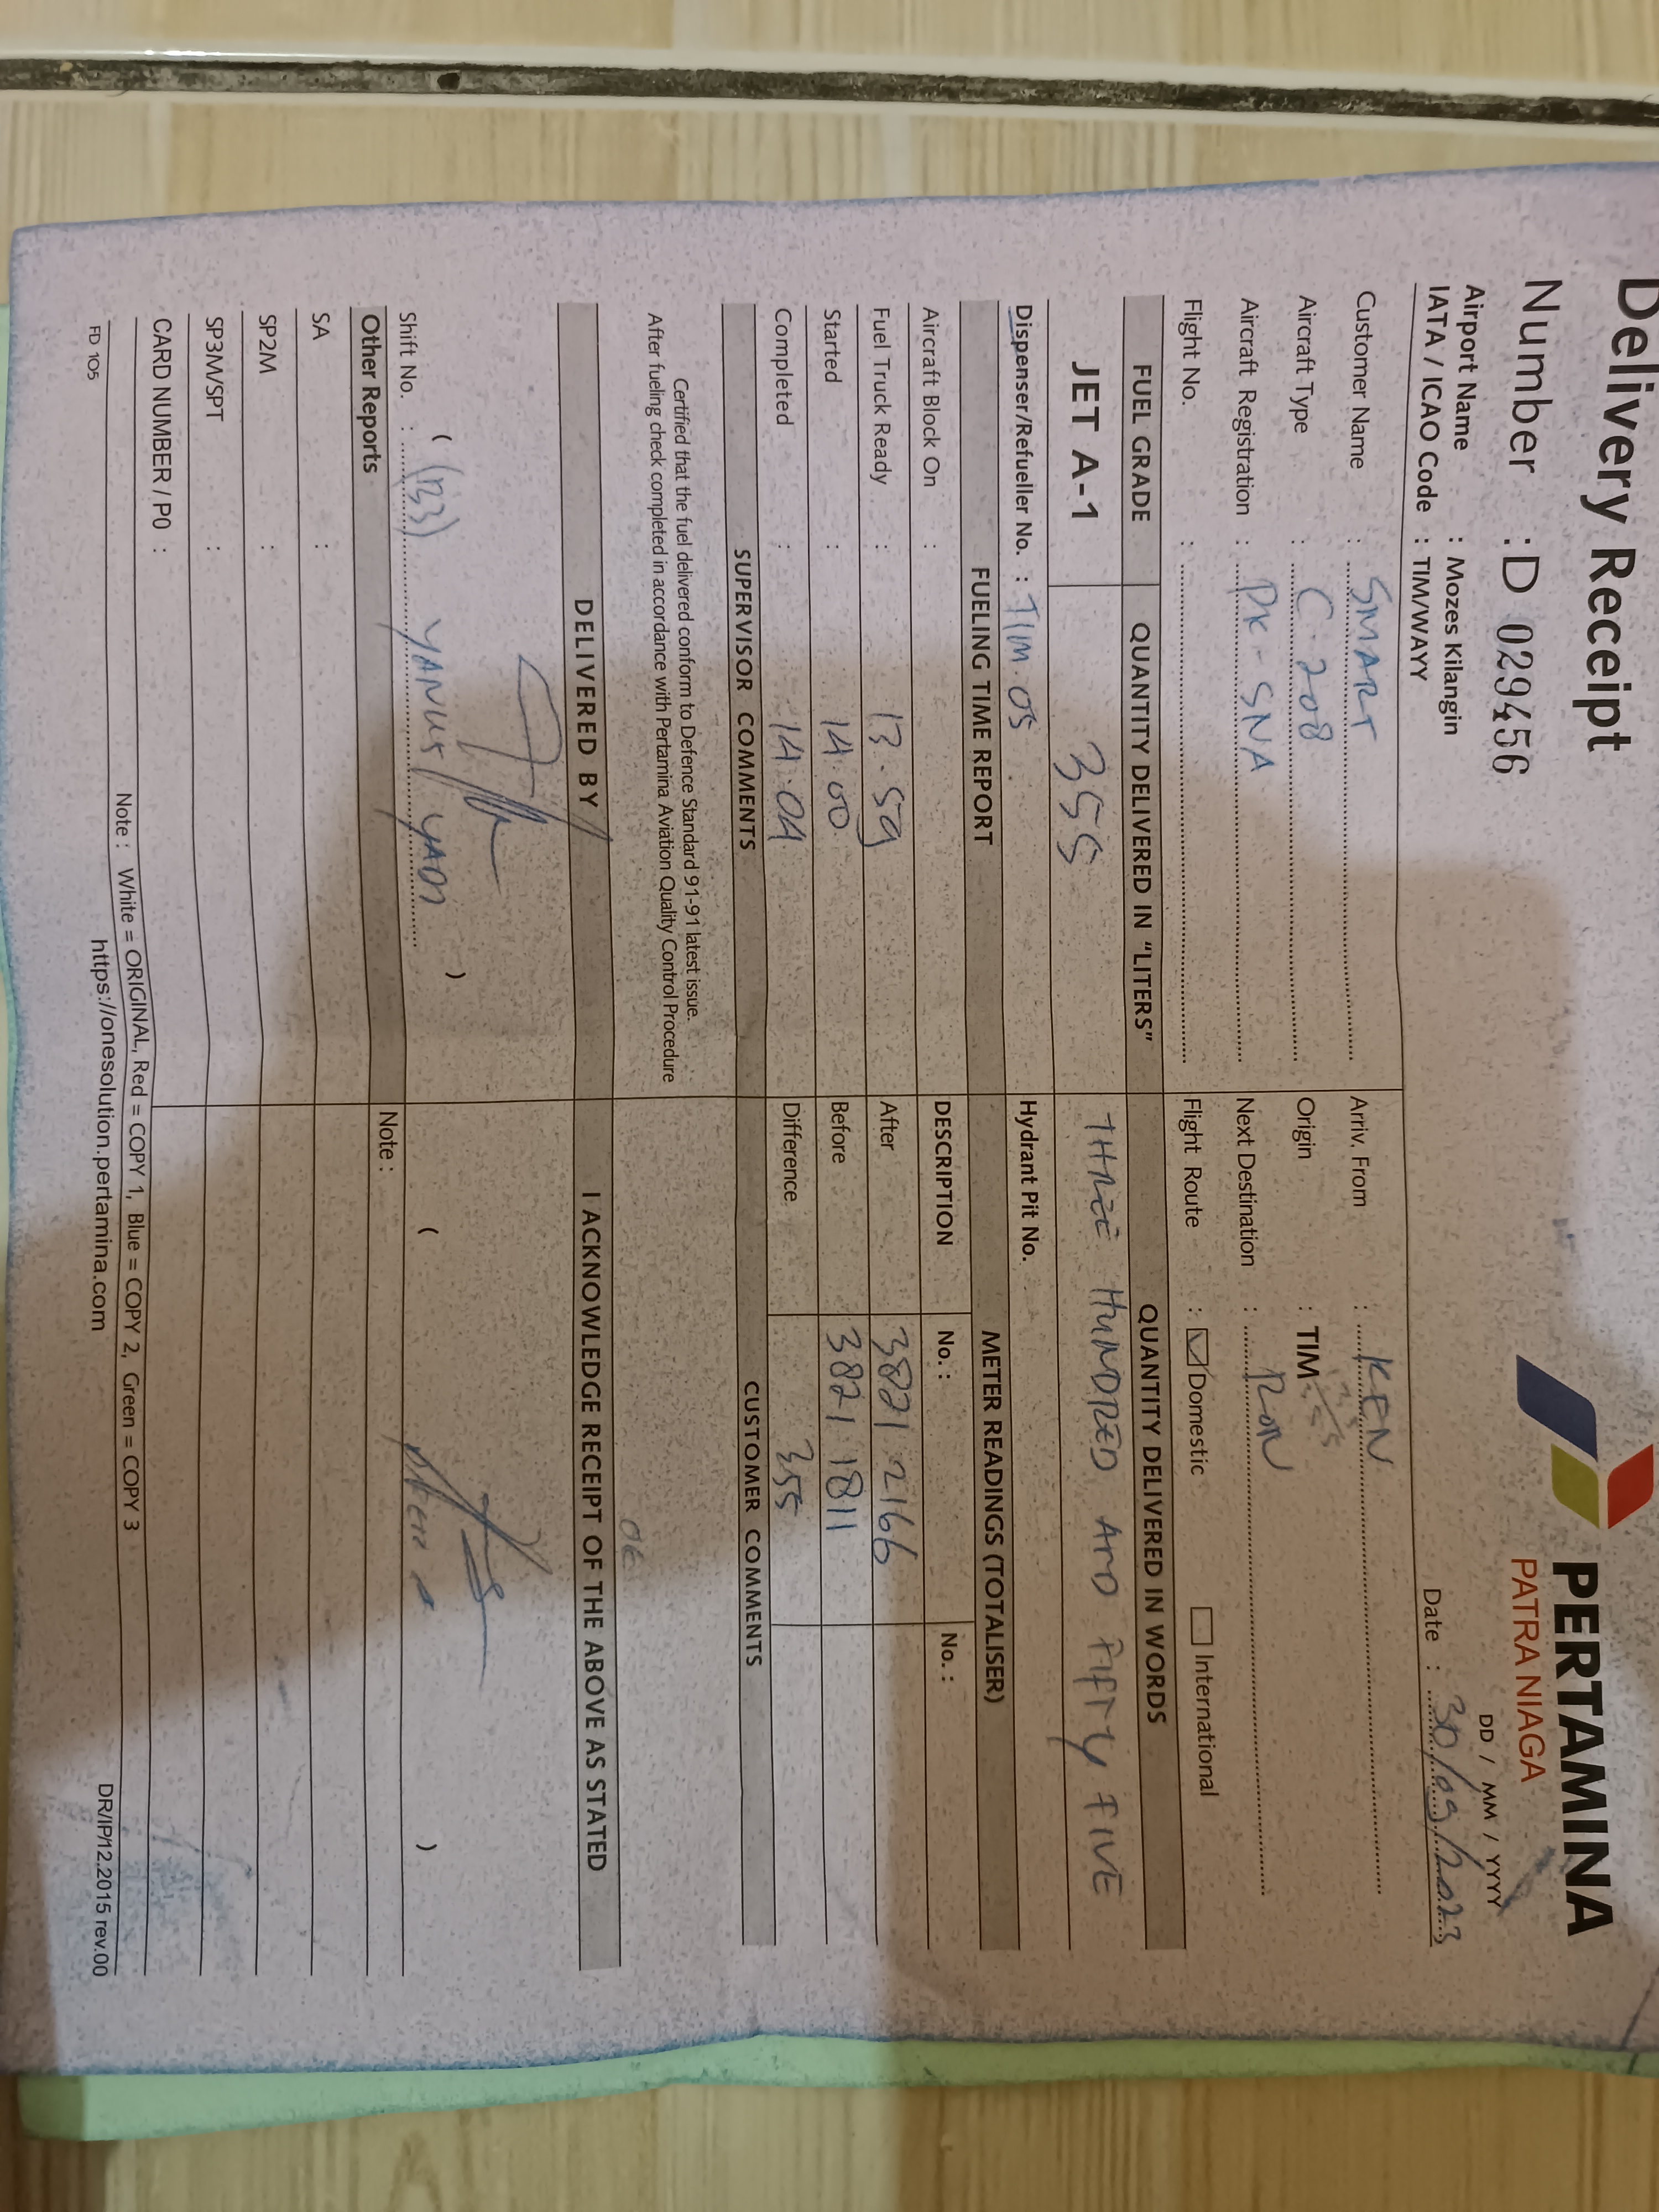 Delivery Receipt
PERTAMINA
PATRA NIAGA
Number : D 029456
DD / MM / YYYY
Airport Name : Mozes Kilangin
IATA / ICAO Code : TIM/WAYY
Date : 30/09/2023
Customer Name : SMART
Arriv. From : KEN
Aircraft Type : C.208
Origin : TIM
Aircraft Registration : PK-SNA
Next Destination : RON
Flight No. :
Flight Route : Domestic International
FUEL GRADE QUANTITY DELIVERED IN "LITERS" QUANTITY DELIVERED IN WORDS
JET A-1 355 THREE HUNDRED AND FIFTY FIVE
Dispenser/Refueller No. : TIM.05 Hydrant Pit No.
FUELING TIME REPORT METER READINGS (TOTALISER)
Aircraft Block On : DESCRIPTION No. : No. :
Fuel Truck Ready : 13.59 After 3821.2166
Started : 14.00 Before 3821.1811
Completed : 14.04 Difference 355
SUPERVISOR COMMENTS CUSTOMER COMMENTS
Certified that the fuel delivered conform to Defence Standard 91-91 latest issue.
After fueling check completed in accordance with Pertamina Aviation Quality Control Procedure
DELIVERED BY I ACKNOWLEDGE RECEIPT OF THE ABOVE AS STATED
( ) ( )
Shift No. : YANUS YADI
Other Reports Note :
SA :
SP2M :
SP3M/SPT :
CARD NUMBER / P0 :
Note : White = ORIGINAL, Red = COPY 1, Blue = COPY 2, Green = COPY 3
FD 105 https://onesolution.pertamina.com DR/IP/12.2015 rev.00